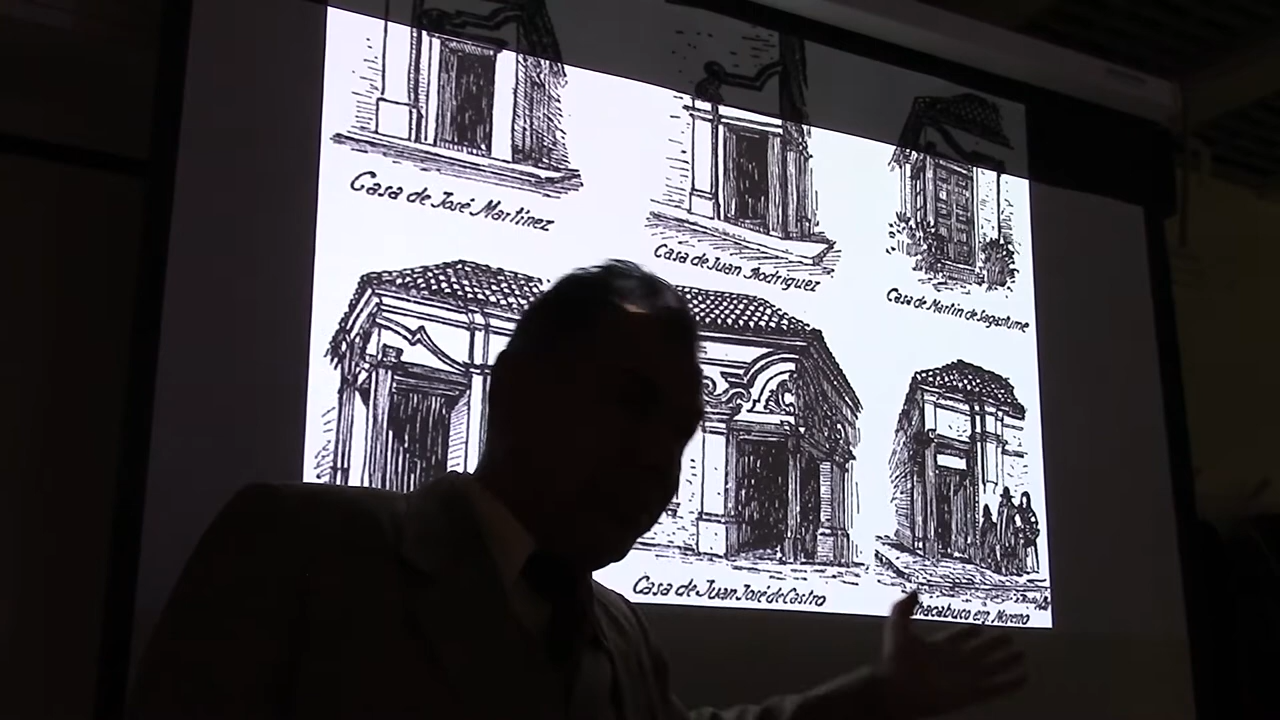 Casa de José Martínez
Casa de Juan Rodriguez
Casa de Martin de Sagastume
Casa de Juan José de Castro
Chacabuco esq. Moreno